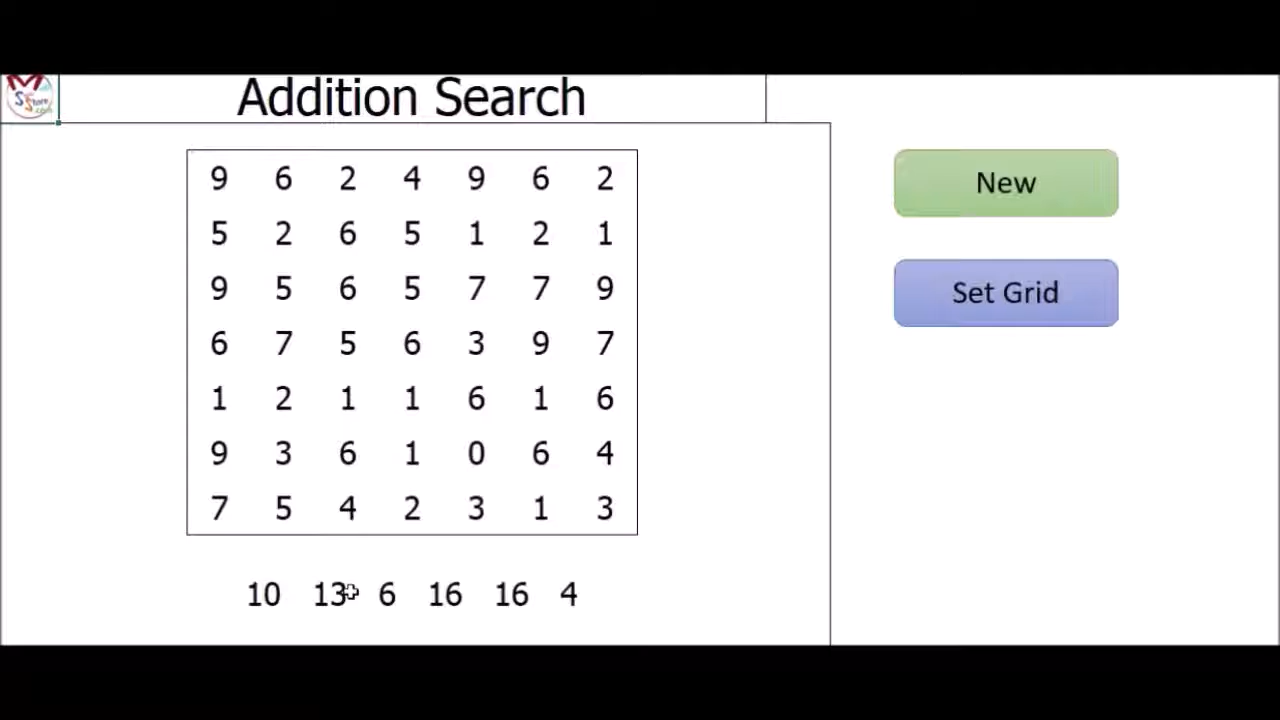 Addition Search
9 6 2 4 9 6 2
New
5 2 6 5 1 2 1
9 5 6 5 7 7 9
Set Grid
6 7 5 6 3 9 7
1 2 1 1 6 1 6
9 3 6 1 0 6 4
7 5 4 2 3 1 3
10 13 6 16 16 4